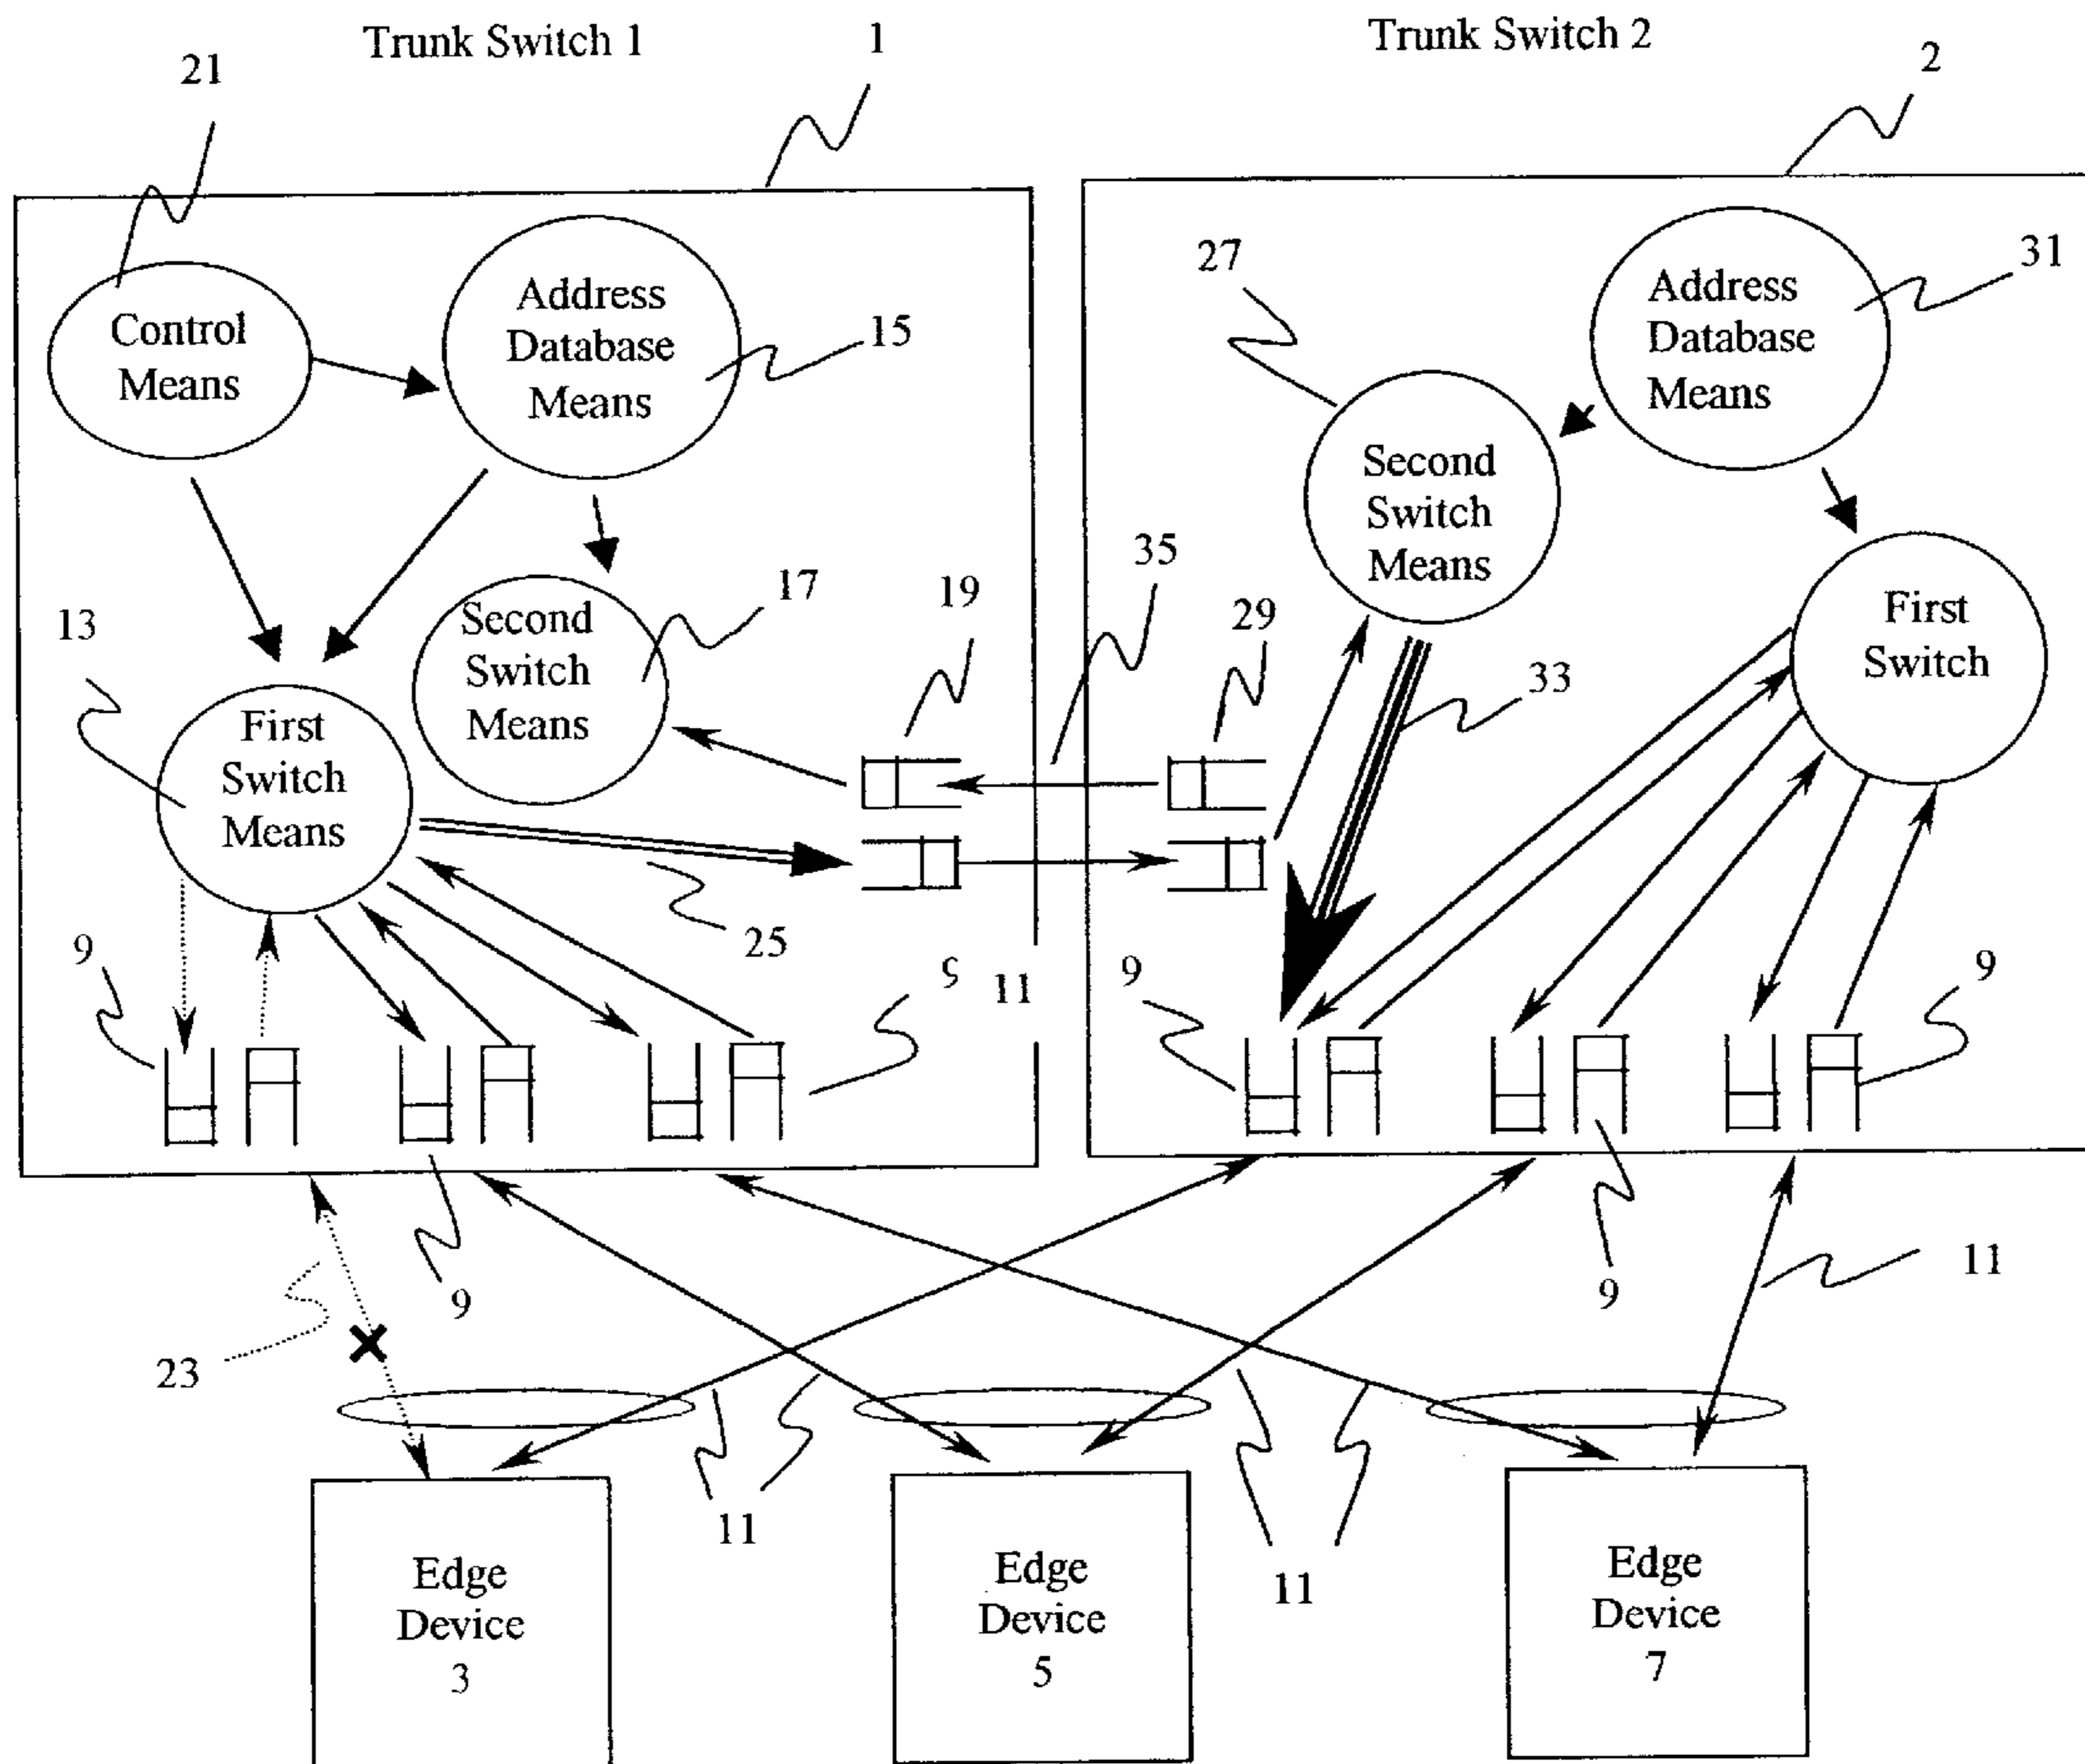 Trunk Switch 1
1
Trunk Switch 2
2
21
Control
Means
Address
Database
Means
15
27
Address
Database
Means
31
Second
Switch
Means
13
First
Switch
Means
Second
Switch
Means
17
19
35
29
33
First
Switch
25
9
9
11
9
9
9
9
11
23
11
11
Edge
Device
3
Edge
Device
5
Edge
Device
7